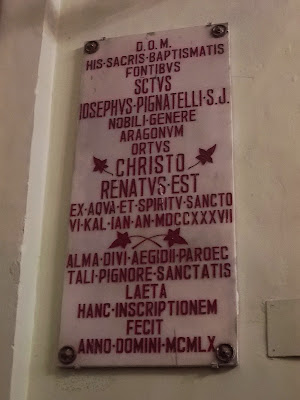 D.O.M.
HIS·SACRIS·BAPTISMATIS
FONTIBVS
SCTVS
IOSEPHVS·PIGNATELLI·S.J.
NOBILI·GENERE
ARAGONVM
ORTVS
CHRISTO
RENATVS·EST
EX·AQVA·ET·SPIRITV·SANCTO
VI·KAL·IAN·AN·MDCCXXXVII
ALMA·DIVI·AEGIDII·PAROEC
TALI·PIGNORE·SANCTATIS
LAETA
HANC·INSCRIPTIONEM
FECIT
ANNO·DOMINI·MCMLX